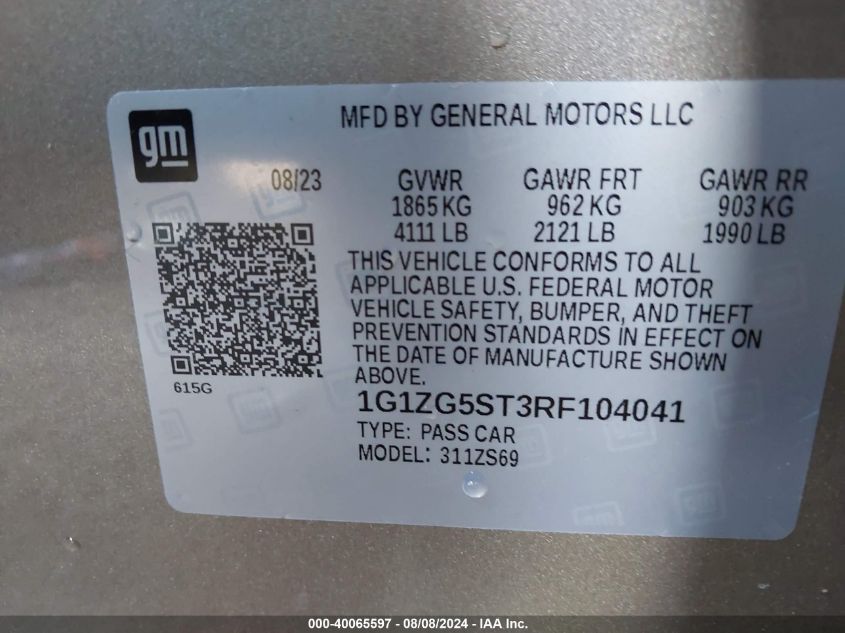 gm
MFD BY GENERAL MOTORS LLC
08/23
GVWR GAWR FRT GAWR RR
1865 KG 962 KG 903 KG
4111 LB 2121 LB 1990 LB
THIS VEHICLE CONFORMS TO ALL
APPLICABLE U.S. FEDERAL MOTOR
VEHICLE SAFETY, BUMPER, AND THEFT
PREVENTION STANDARDS IN EFFECT ON
THE DATE OF MANUFACTURE SHOWN
ABOVE.
615G
1G1ZG5ST3RF104041
TYPE: PASS CAR
MODEL: 311ZS69
000-40065597 - 08/08/2024 - IAA Inc.